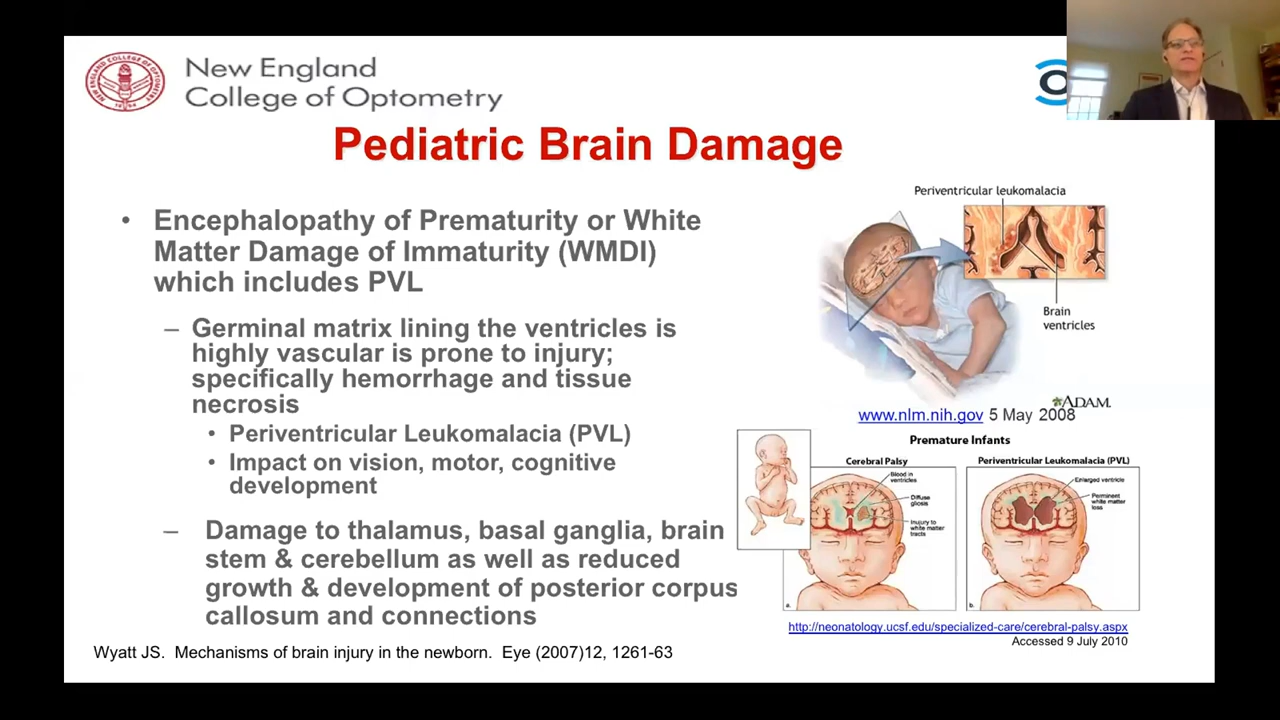 New England
College of Optometry
Pediatric Brain Damage
• Encephalopathy of Prematurity or White
Matter Damage of Immaturity (WMDI)
which includes PVL
– Germinal matrix lining the ventricles is
highly vascular is prone to injury;
specifically hemorrhage and tissue
necrosis
• Periventricular Leukomalacia (PVL)
• Impact on vision, motor, cognitive
development
– Damage to thalamus, basal ganglia, brain
stem & cerebellum as well as reduced
growth & development of posterior corpus
callosum and connections
Wyatt JS. Mechanisms of brain injury in the newborn. Eye (2007)12, 1261-63
Periventricular leukomalacia
Brain
ventricles
ADAM.
www.nlm.nih.gov 5 May 2008
Premature Infants
Cerebral Palsy
Blood in
ventricles
Diffuse
gliosis
Injury to
white matter
tracts
a.
Periventricular Leukomalacia (PVL)
Enlarged ventricle
Prominent
white matter
loss
b.
http://neonatology.ucsf.edu/specialized-care/cerebral-palsy.aspx
Accessed 9 July 2010